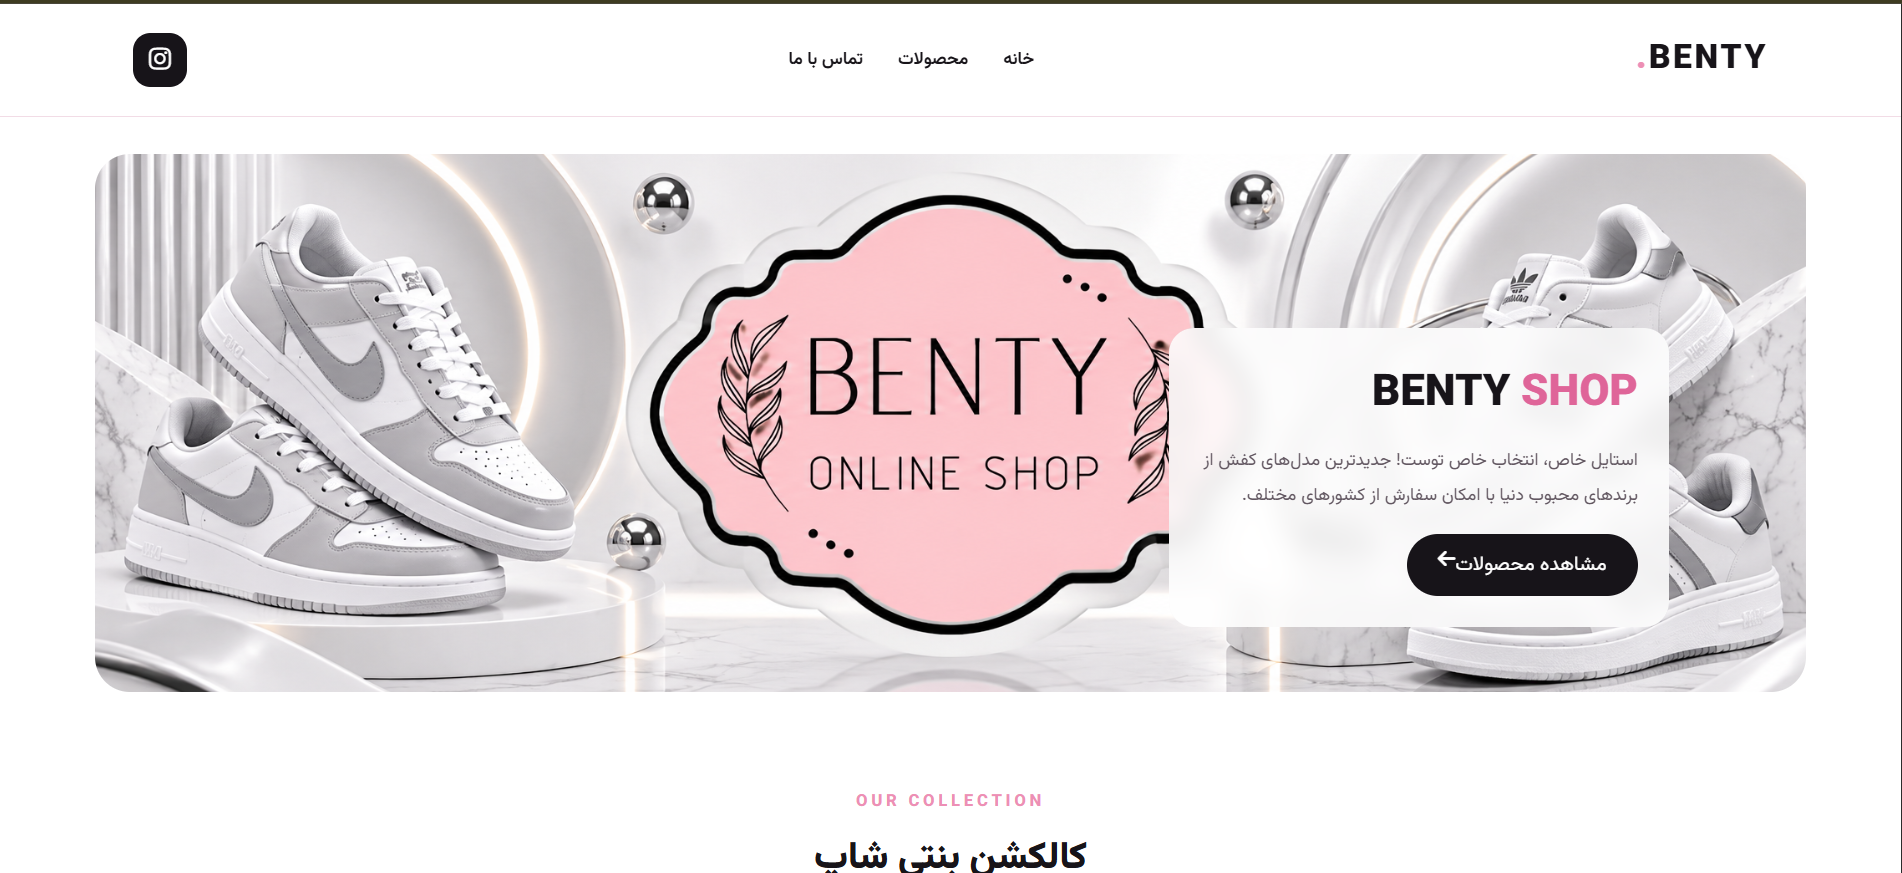 BENTY.
خانه
محصولات
تماس با ما
BENTY
ONLINE SHOP
BENTY SHOP
استایل خاص، انتخاب خاص توست! جدیدترین مدل‌های کفش از
برندهای محبوب دنیا با امکان سفارش از کشورهای مختلف.
مشاهده محصولات←
OUR COLLECTION
کالکشن بنتی شاپ